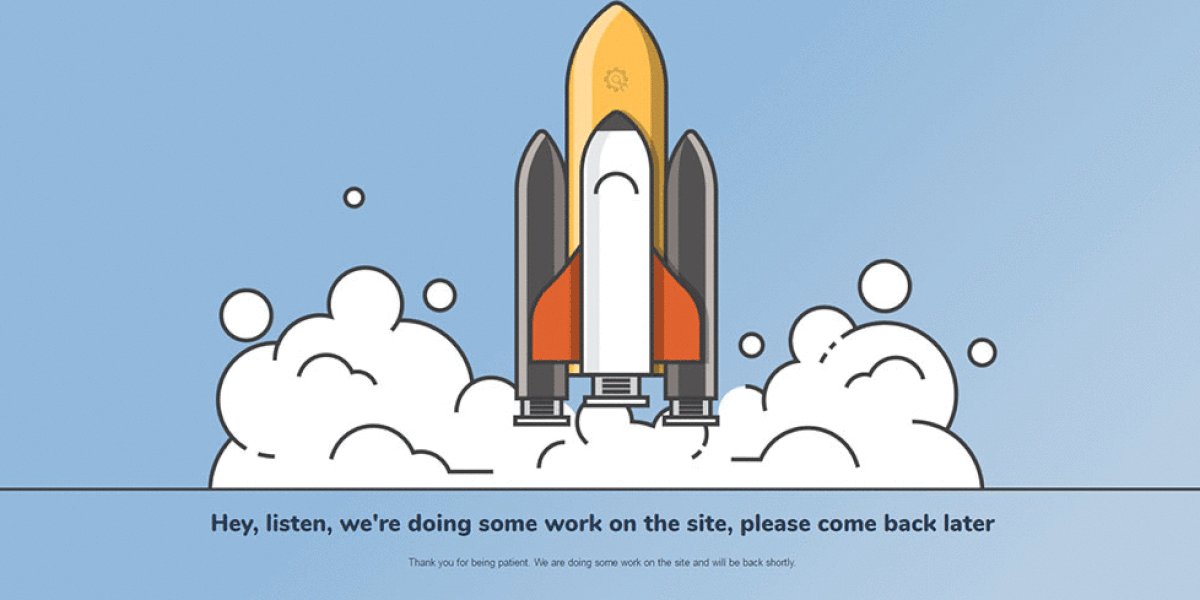 Hey, listen, we're doing some work on the site, please come back later
Thank you for being patient. We are doing some work on the site and will be back shortly.